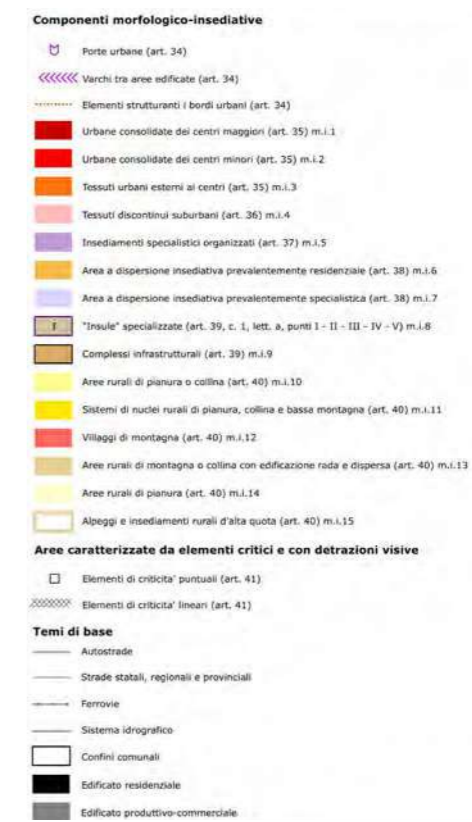 Componenti morfologico-insediative
Porte urbane (art. 34)
Varchi tra aree edificate (art. 34)
Elementi strutturanti i bordi urbani (art. 34)
Urbane consolidate dei centri maggiori (art. 35) m.i.1
Urbane consolidate dei centri minori (art. 35) m.i.2
Tessuti urbani esterni ai centri (art. 35) m.i.3
Tessuti discontinui suburbani (art. 36) m.i.4
Insediamenti specialistici organizzati (art. 37) m.i.5
Area a dispersione insediativa prevalentemente residenziale (art. 38) m.i.6
Area a dispersione insediativa prevalentemente specialistica (art. 38) m.i.7
I "Insule" specializzate (art. 39, c. 1, lett. a, punti I - II - III - IV - V) m.i.8
Complessi infrastrutturali (art. 39) m.i.9
Aree rurali di pianura o collina (art. 40) m.i.10
Sistemi di nuclei rurali di pianura, collina e bassa montagna (art. 40) m.i.11
Villaggi di montagna (art. 40) m.i.12
Aree rurali di montagna o collina con edificazione rada e dispersa (art. 40) m.i.13
Aree rurali di pianura (art. 40) m.i.14
Alpeggi e insediamenti rurali d'alta quota (art. 40) m.i.15
Aree caratterizzate da elementi critici e con detrazioni visive
Elementi di criticita' puntuali (art. 41)
Elementi di criticita' lineari (art. 41)
Temi di base
Autostrade
Strade statali, regionali e provinciali
Ferrovie
Sistema idrografico
Confini comunali
Edificato residenziale
Edificato produttivo-commerciale